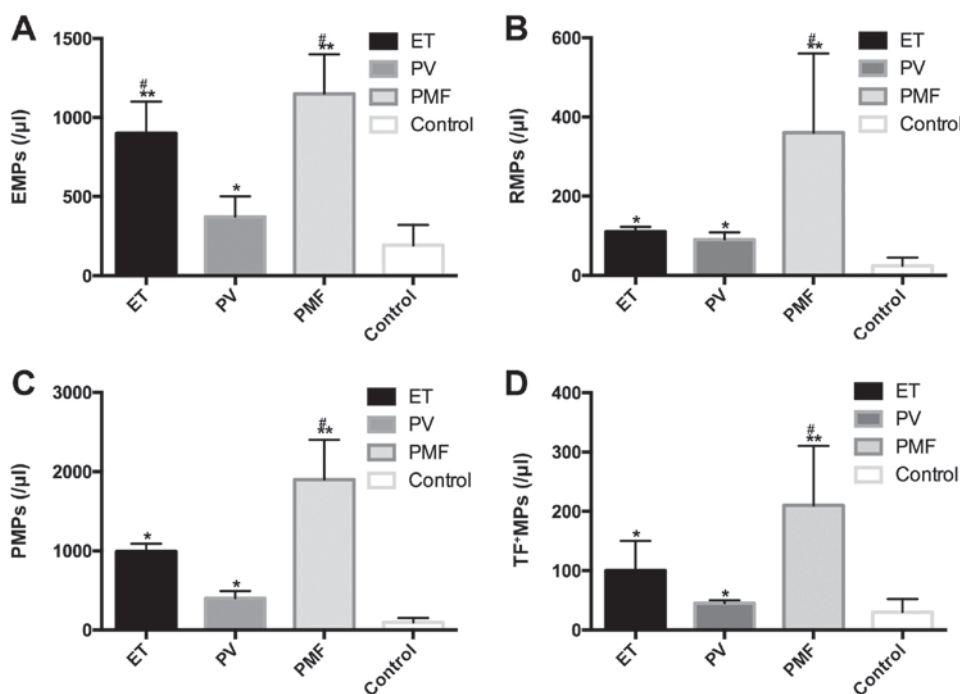 A
EMPs (/µl)
1500
1000
500
0
#
**
*
#
**
ET
PV
PMF
Control
ET
PV
PMF
Control
B
RMPs (/µl)
600
400
200
0
*
*
#
**
ET
PV
PMF
Control
ET
PV
PMF
Control
C
PMPs (/µl)
3000
2000
1000
0
*
*
#
**
ET
PV
PMF
Control
ET
PV
PMF
Control
D
TF⁺MPs (/µl)
400
300
200
100
0
*
*
#
**
ET
PV
PMF
Control
ET
PV
PMF
Control